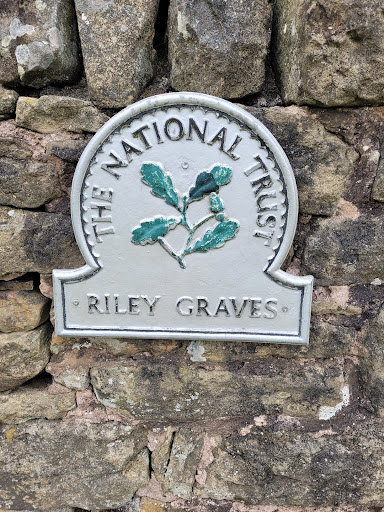 THE NATIONAL TRUST
· RILEY GRAVES ·